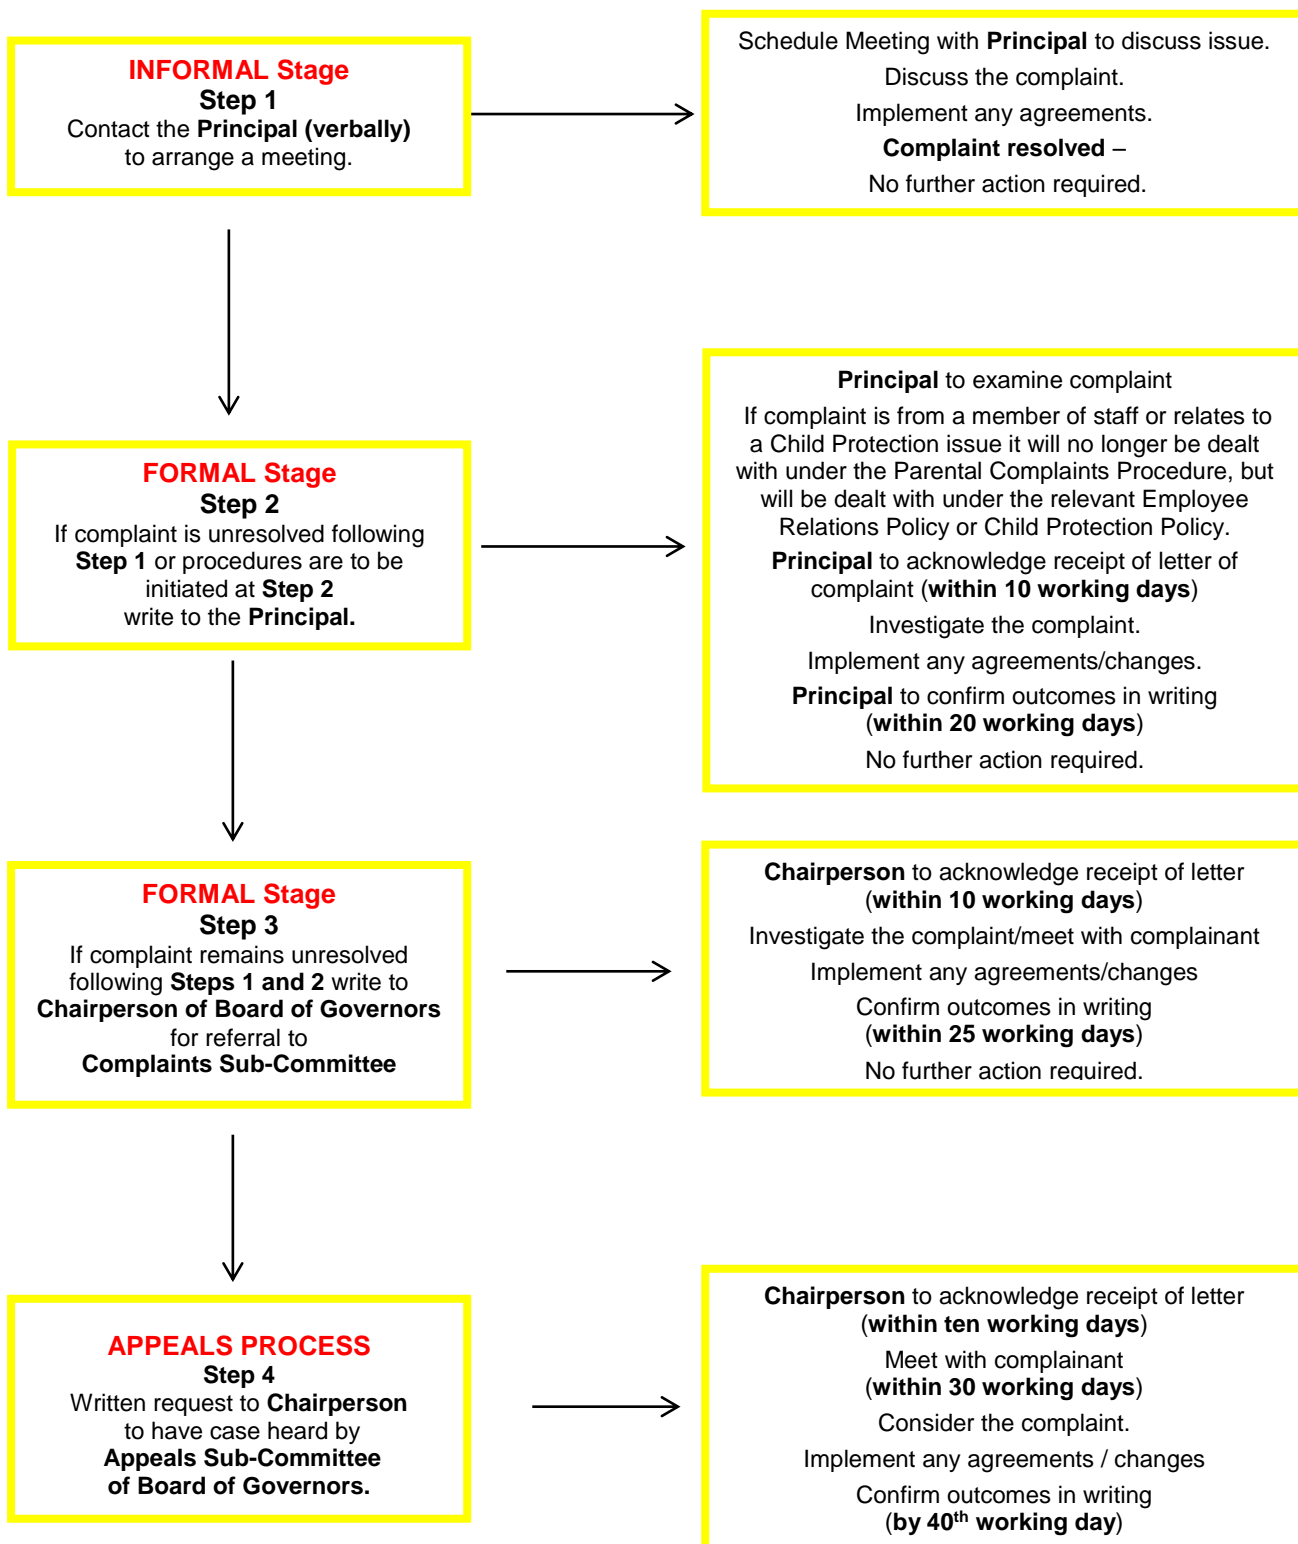 INFORMAL Stage
Step 1
Contact the Principal (verbally)
to arrange a meeting.
Schedule Meeting with Principal to discuss issue.
Discuss the complaint.
Implement any agreements.
Complaint resolved –
No further action required.
FORMAL Stage
Step 2
If complaint is unresolved following
Step 1 or procedures are to be
initiated at Step 2
write to the Principal.
Principal to examine complaint
If complaint is from a member of staff or relates to
a Child Protection issue it will no longer be dealt
with under the Parental Complaints Procedure, but
will be dealt with under the relevant Employee
Relations Policy or Child Protection Policy.
Principal to acknowledge receipt of letter of
complaint (within 10 working days)
Investigate the complaint.
Implement any agreements/changes.
Principal to confirm outcomes in writing
(within 20 working days)
No further action required.
FORMAL Stage
Step 3
If complaint remains unresolved
following Steps 1 and 2 write to
Chairperson of Board of Governors
for referral to
Complaints Sub-Committee
Chairperson to acknowledge receipt of letter
(within 10 working days)
Investigate the complaint/meet with complainant
Implement any agreements/changes
Confirm outcomes in writing
(within 25 working days)
No further action required.
APPEALS PROCESS
Step 4
Written request to Chairperson
to have case heard by
Appeals Sub-Committee
of Board of Governors.
Chairperson to acknowledge receipt of letter
(within ten working days)
Meet with complainant
(within 30 working days)
Consider the complaint.
Implement any agreements / changes
Confirm outcomes in writing
(by 40th working day)